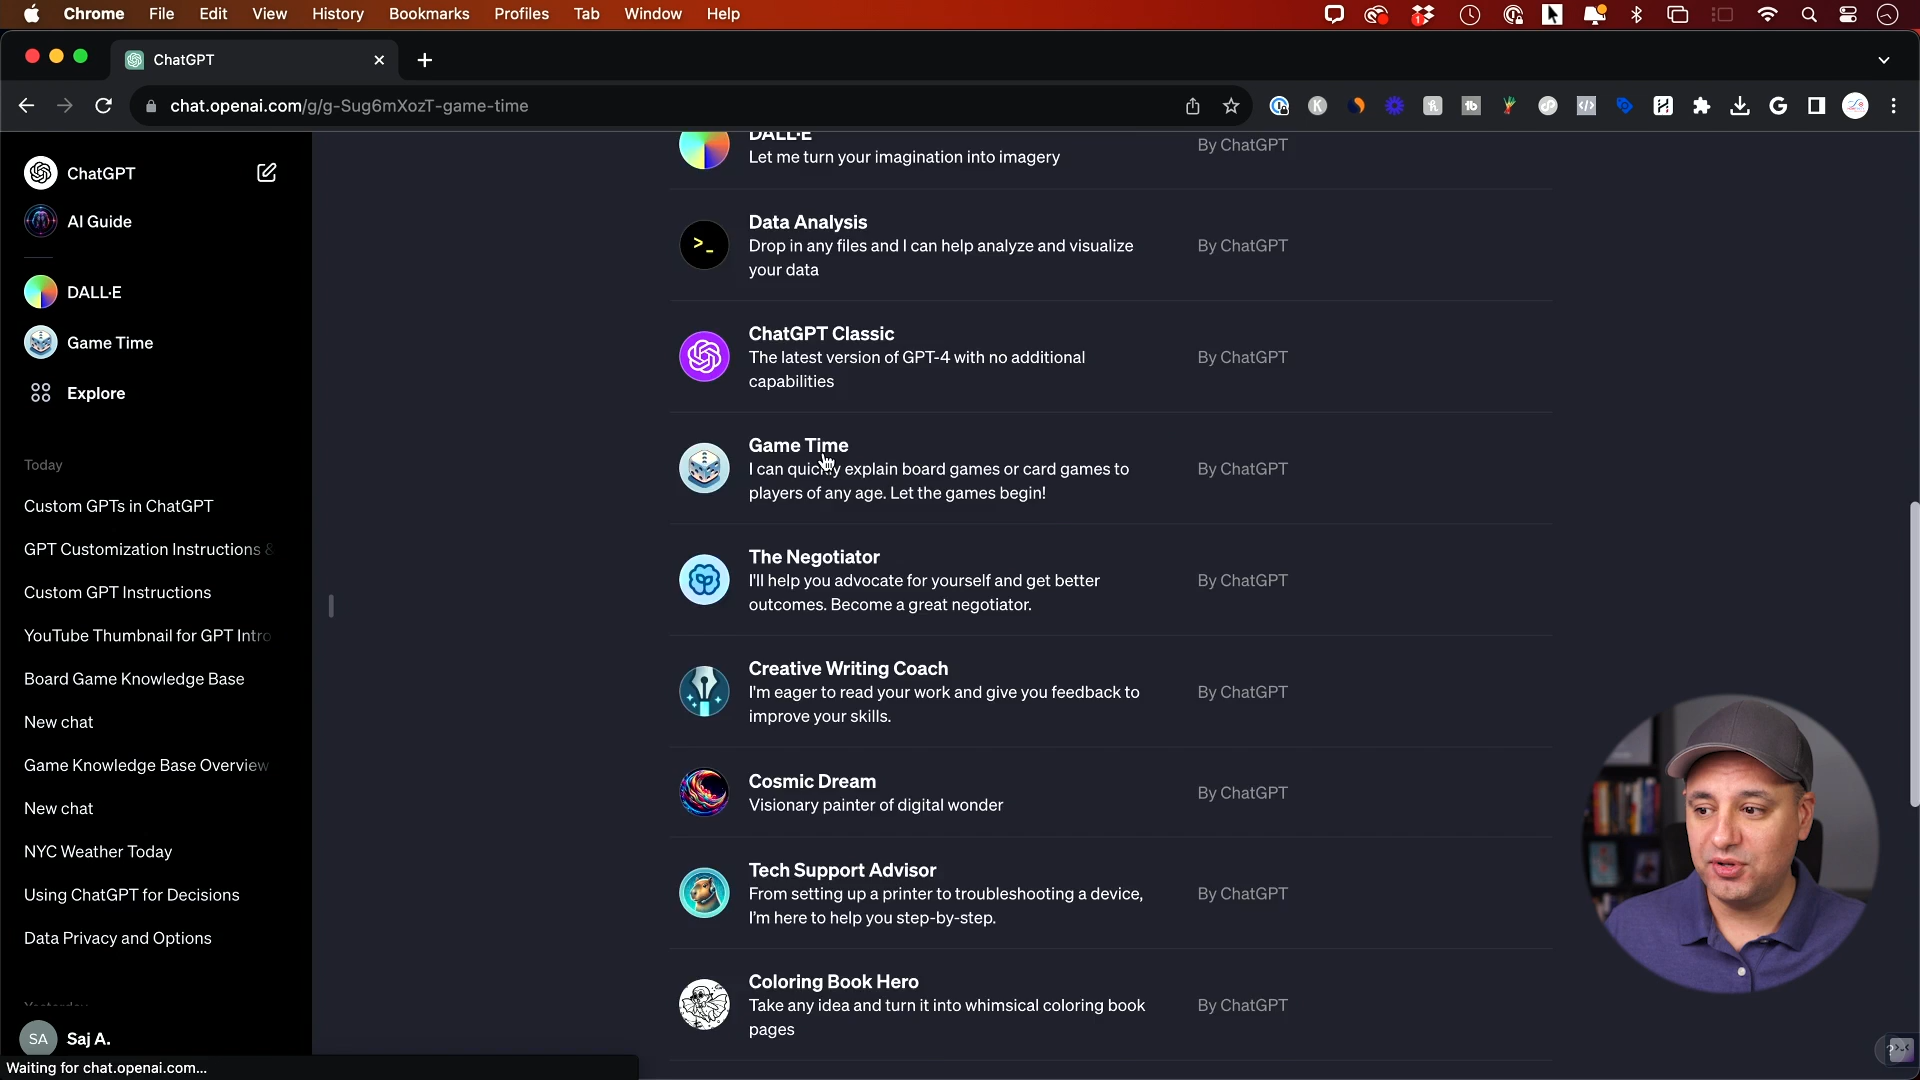 Chrome File Edit View History Bookmarks Profiles Tab Window Help
ChatGPT
chat.openai.com/g/g-Sug6mXozT-game-time
ChatGPT
AI Guide
DALL·E
Game Time
Explore
Today
Custom GPTs in ChatGPT
GPT Customization Instructions &
Custom GPT Instructions
YouTube Thumbnail for GPT Intro
Board Game Knowledge Base
New chat
Game Knowledge Base Overview
New chat
NYC Weather Today
Using ChatGPT for Decisions
Data Privacy and Options
Yesterday
SA Saj A.
Waiting for chat.openai.com...
DALL·E
Let me turn your imagination into imagery
By ChatGPT
Data Analysis
Drop in any files and I can help analyze and visualize
your data
By ChatGPT
ChatGPT Classic
The latest version of GPT-4 with no additional
capabilities
By ChatGPT
Game Time
I can quickly explain board games or card games to
players of any age. Let the games begin!
By ChatGPT
The Negotiator
I'll help you advocate for yourself and get better
outcomes. Become a great negotiator.
By ChatGPT
Creative Writing Coach
I'm eager to read your work and give you feedback to
improve your skills.
By ChatGPT
Cosmic Dream
Visionary painter of digital wonder
By ChatGPT
Tech Support Advisor
From setting up a printer to troubleshooting a device,
I'm here to help you step-by-step.
By ChatGPT
Coloring Book Hero
Take any idea and turn it into whimsical coloring book
pages
By ChatGPT